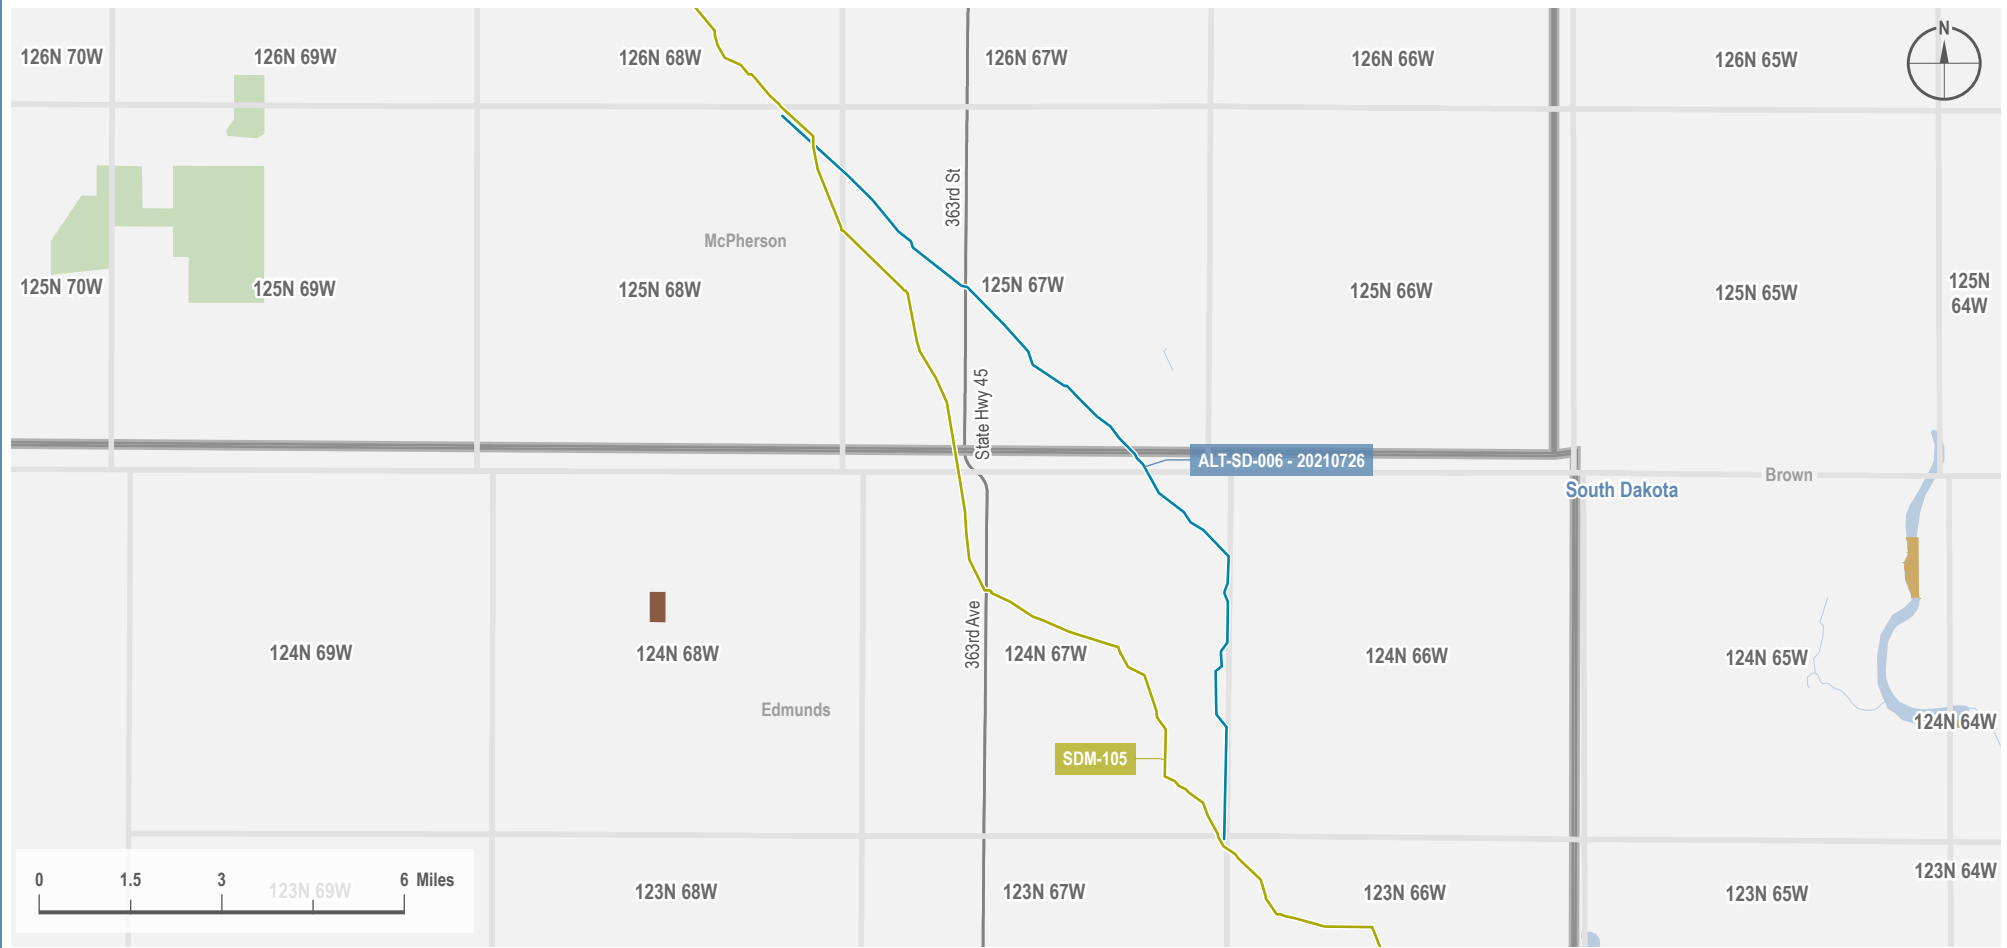 126N 70W
126N 69W
126N 68W
126N 67W
126N 66W
126N 65W
N
363rd St
McPherson
125N 70W
125N 69W
125N 68W
125N 67W
125N 66W
125N 65W
125N
64W
State Hwy 45
ALT-SD-006 - 20210726
South Dakota
Brown
363rd Ave
124N 69W
124N 68W
124N 67W
124N 66W
124N 65W
124N 64W
Edmunds
SDM-105
0 1.5 3 6 Miles
123N 69W
123N 68W
123N 67W
123N 66W
123N 65W
123N 64W